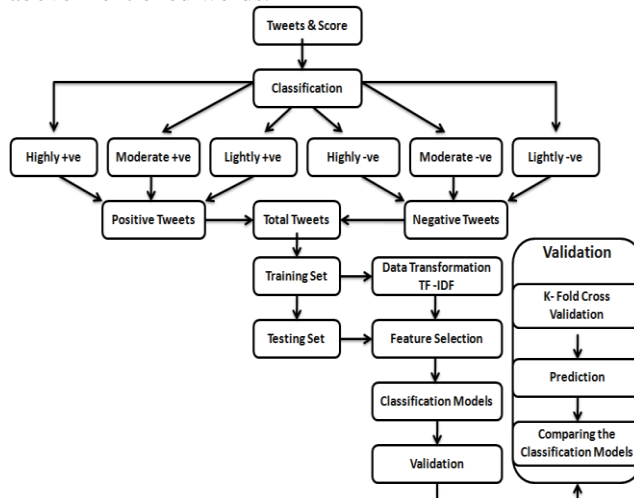 Tweets & Score
Classification
Highly +ve
Moderate +ve
Lightly +ve
Highly -ve
Moderate -ve
Lightly -ve
Positive Tweets
Total Tweets
Negative Tweets
Training Set
Data Transformation
TF -IDF
Testing Set
Feature Selection
Classification Models
Validation
Validation
K- Fold Cross
Validation
Prediction
Comparing the
Classification Models